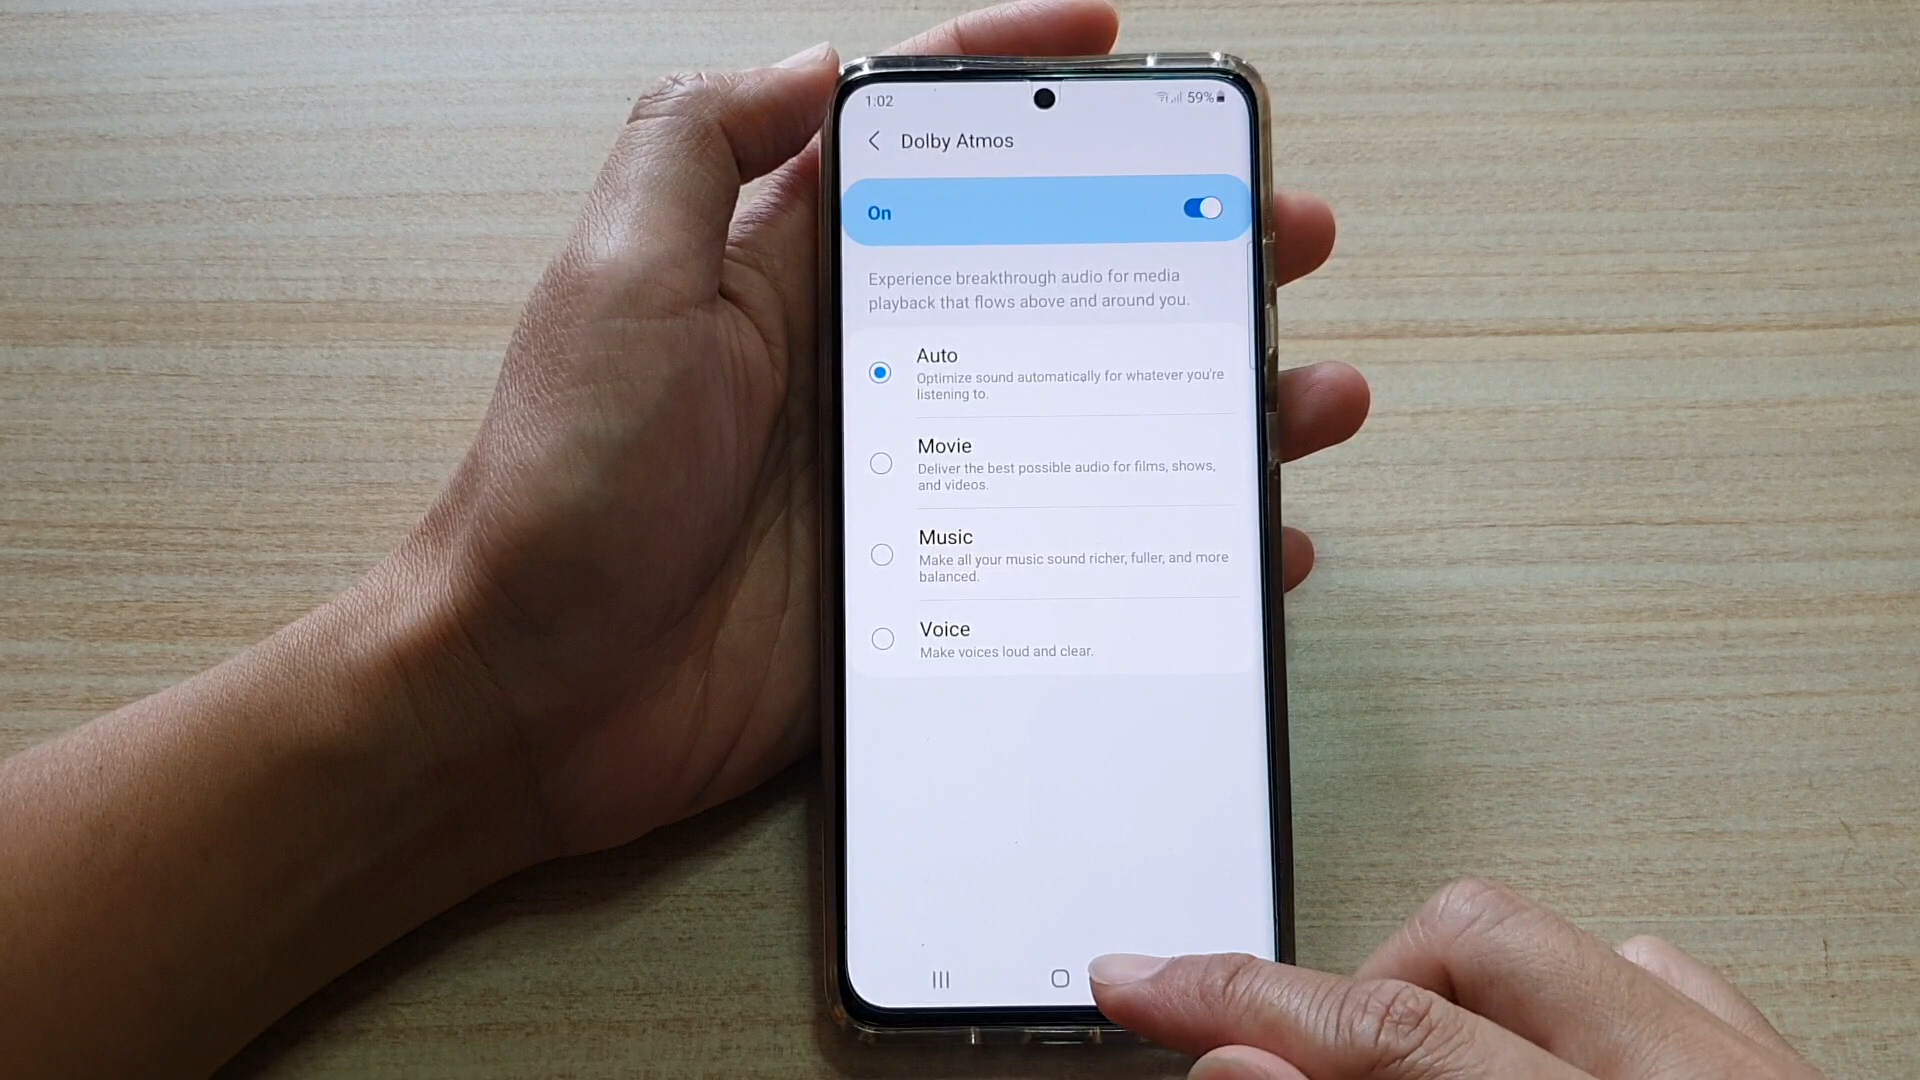 1:02
59%
Dolby Atmos
On
Experience breakthrough audio for media
playback that flows above and around you.
Auto
Optimize sound automatically for whatever you're
listening to.
Movie
Deliver the best possible audio for films, shows,
and videos.
Music
Make all your music sound richer, fuller, and more
balanced.
Voice
Make voices loud and clear.